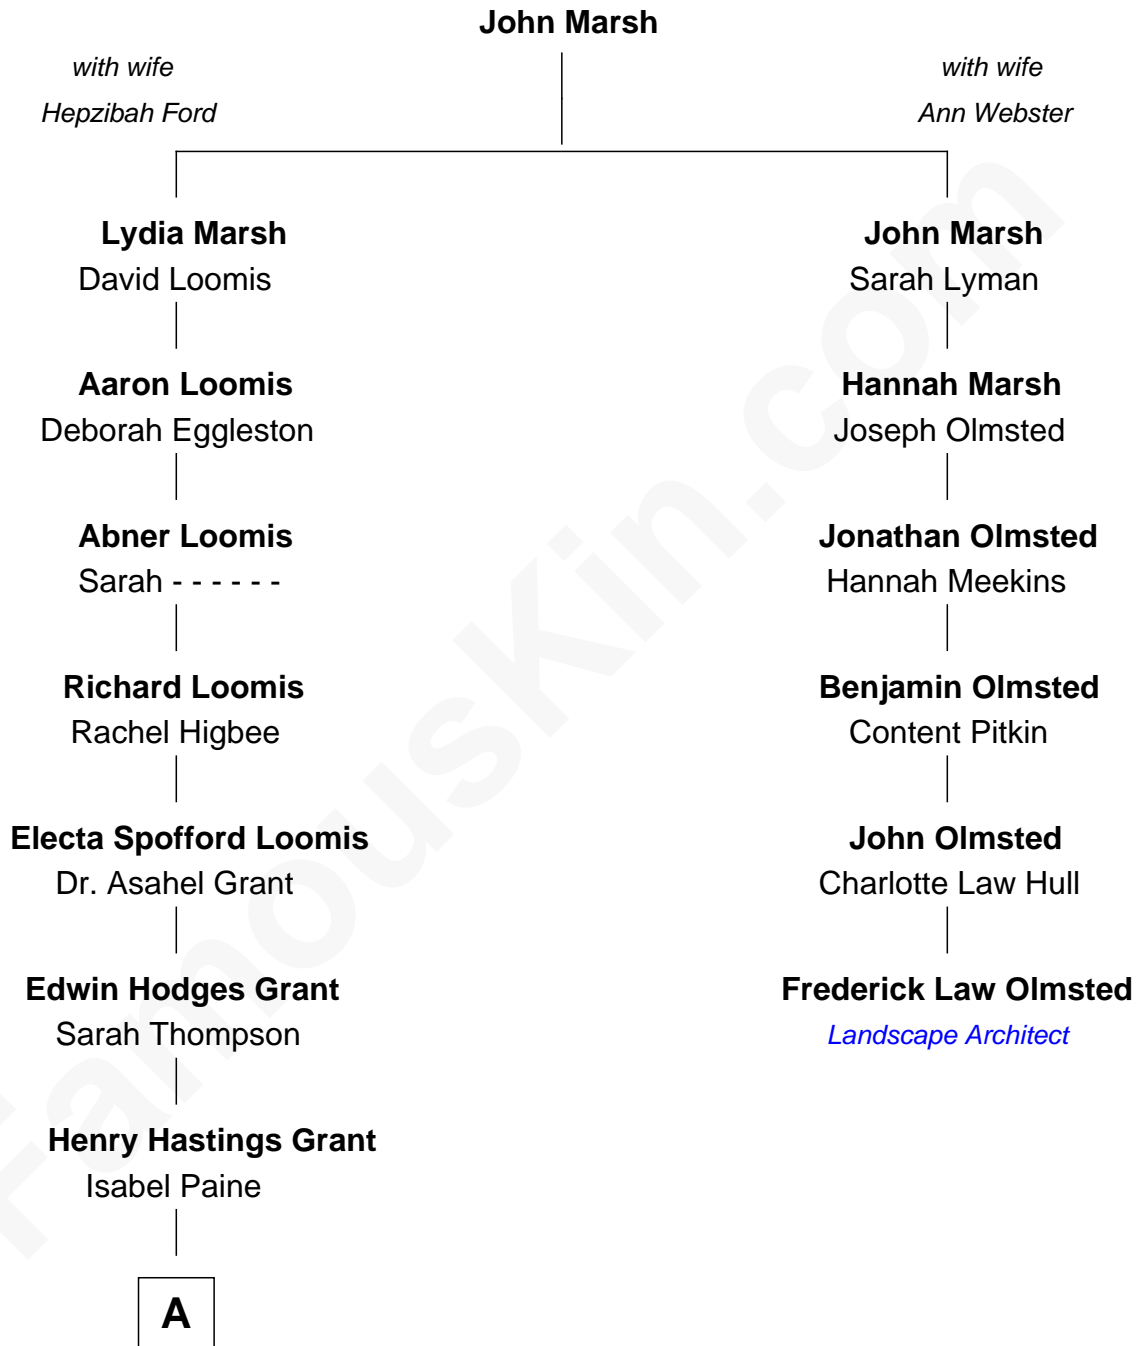 John Marsh
with wife
Hepzibah Ford
with wife
Ann Webster
Lydia Marsh
David Loomis
John Marsh
Sarah Lyman
Aaron Loomis
Deborah Eggleston
Hannah Marsh
Joseph Olmsted
Abner Loomis
Sarah - - - - - -
Jonathan Olmsted
Hannah Meekins
Richard Loomis
Rachel Higbee
Benjamin Olmsted
Content Pitkin
Electa Spofford Loomis
Dr. Asahel Grant
John Olmsted
Charlotte Law Hull
Edwin Hodges Grant
Sarah Thompson
Frederick Law Olmsted
Landscape Architect
Henry Hastings Grant
Isabel Paine
A
FamousKin.com